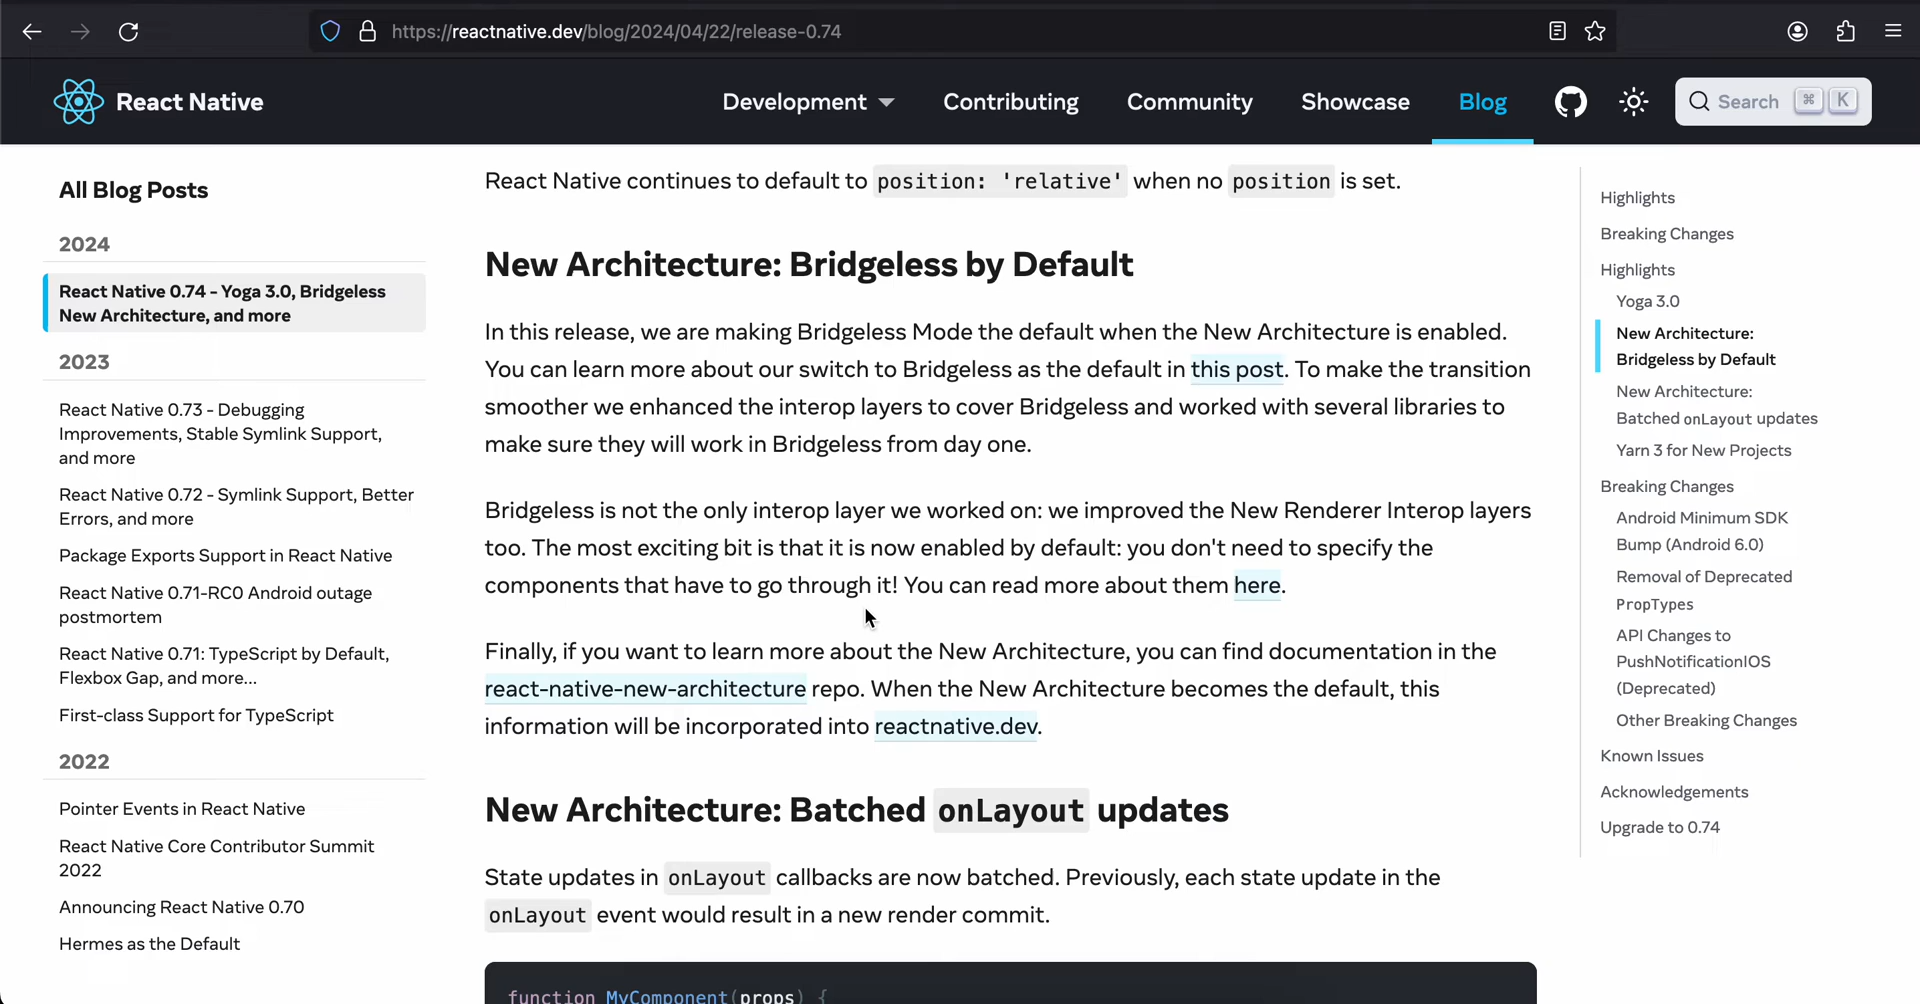 https://reactnative.dev/blog/2024/04/22/release-0.74
React Native
Development
Contributing
Community
Showcase
Blog
Search ⌘ K
All Blog Posts
2024
React Native 0.74 - Yoga 3.0, Bridgeless
New Architecture, and more
2023
React Native 0.73 - Debugging
Improvements, Stable Symlink Support,
and more
React Native 0.72 - Symlink Support, Better
Errors, and more
Package Exports Support in React Native
React Native 0.71-RC0 Android outage
postmortem
React Native 0.71: TypeScript by Default,
Flexbox Gap, and more...
First-class Support for TypeScript
2022
Pointer Events in React Native
React Native Core Contributor Summit
2022
Announcing React Native 0.70
Hermes as the Default
React Native continues to default to position: 'relative' when no position is set.
New Architecture: Bridgeless by Default
In this release, we are making Bridgeless Mode the default when the New Architecture is enabled.
You can learn more about our switch to Bridgeless as the default in this post. To make the transition
smoother we enhanced the interop layers to cover Bridgeless and worked with several libraries to
make sure they will work in Bridgeless from day one.
Bridgeless is not the only interop layer we worked on: we improved the New Renderer Interop layers
too. The most exciting bit is that it is now enabled by default: you don't need to specify the
components that have to go through it! You can read more about them here.
Finally, if you want to learn more about the New Architecture, you can find documentation in the
react-native-new-architecture repo. When the New Architecture becomes the default, this
information will be incorporated into reactnative.dev.
New Architecture: Batched onLayout updates
State updates in onLayout callbacks are now batched. Previously, each state update in the
onLayout event would result in a new render commit.
function MyComponent(props) {
Highlights
Breaking Changes
Highlights
Yoga 3.0
New Architecture:
Bridgeless by Default
New Architecture:
Batched onLayout updates
Yarn 3 for New Projects
Breaking Changes
Android Minimum SDK
Bump (Android 6.0)
Removal of Deprecated
PropTypes
API Changes to
PushNotificationIOS
(Deprecated)
Other Breaking Changes
Known Issues
Acknowledgements
Upgrade to 0.74